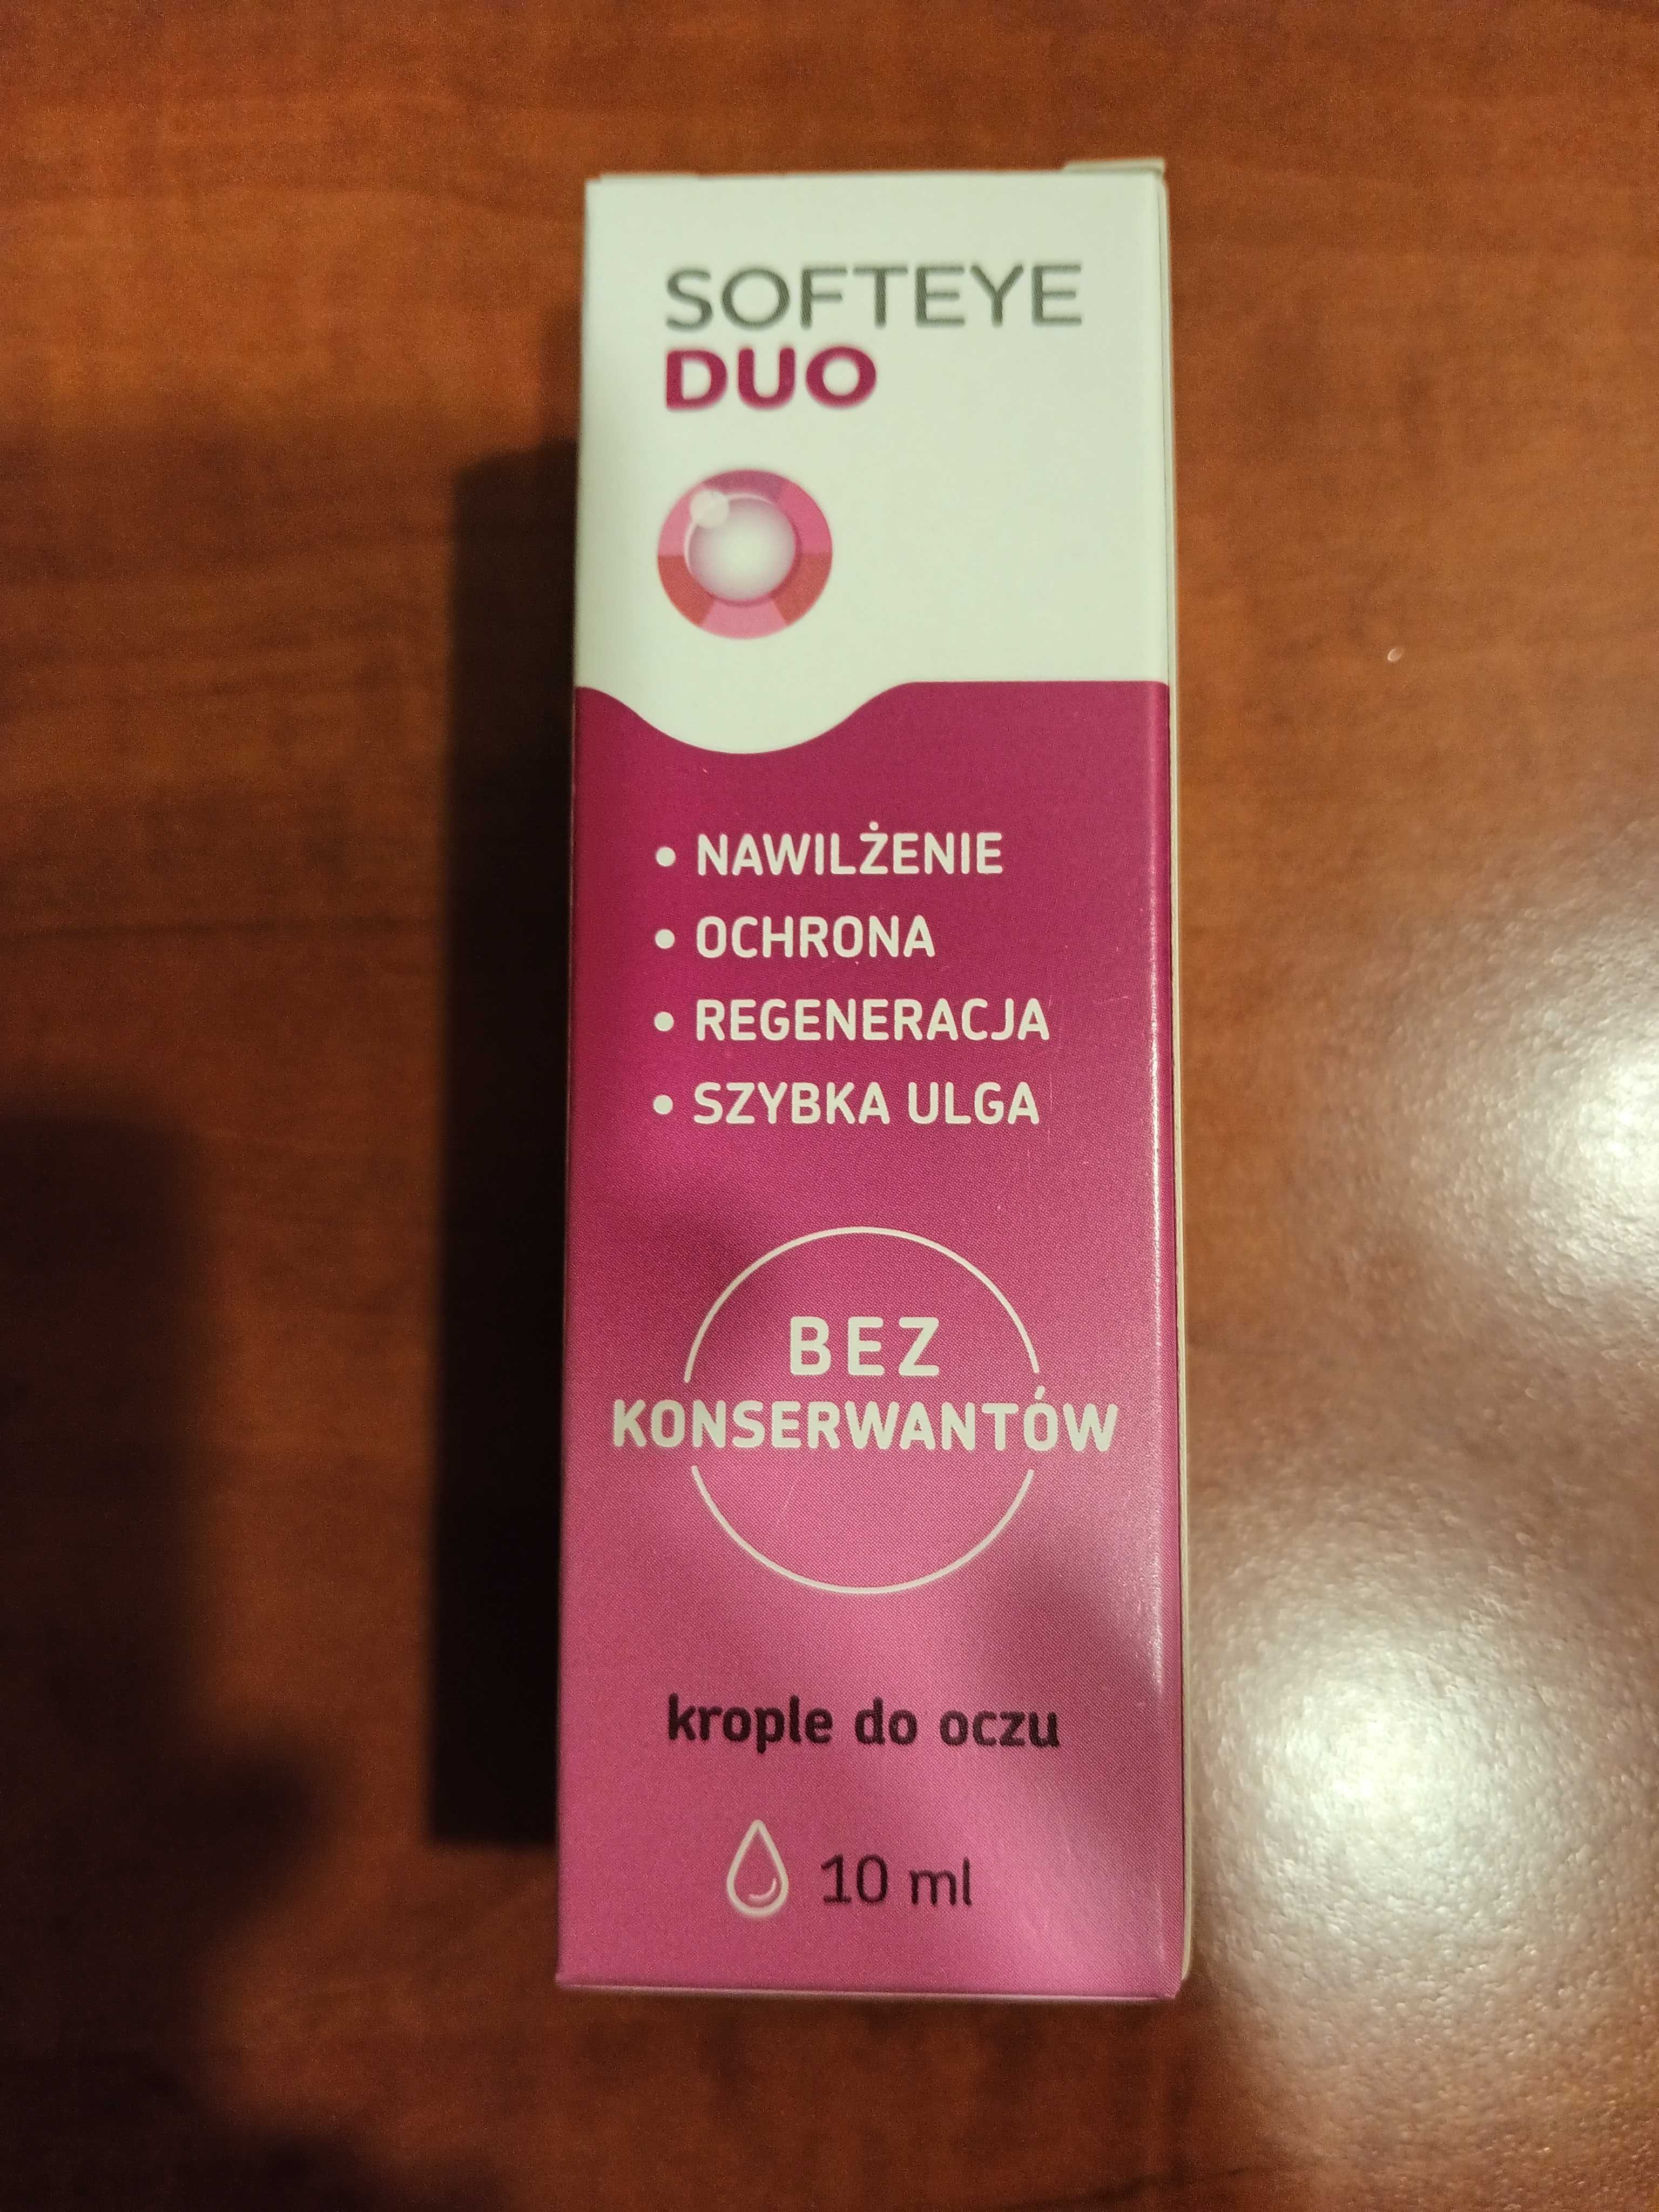 SOFTEYE
DUO
• NAWILŻENIE
• OCHRONA
• REGENERACJA
• SZYBKA ULGA
BEZ
KONSERWANTÓW
krople do oczu
10 ml